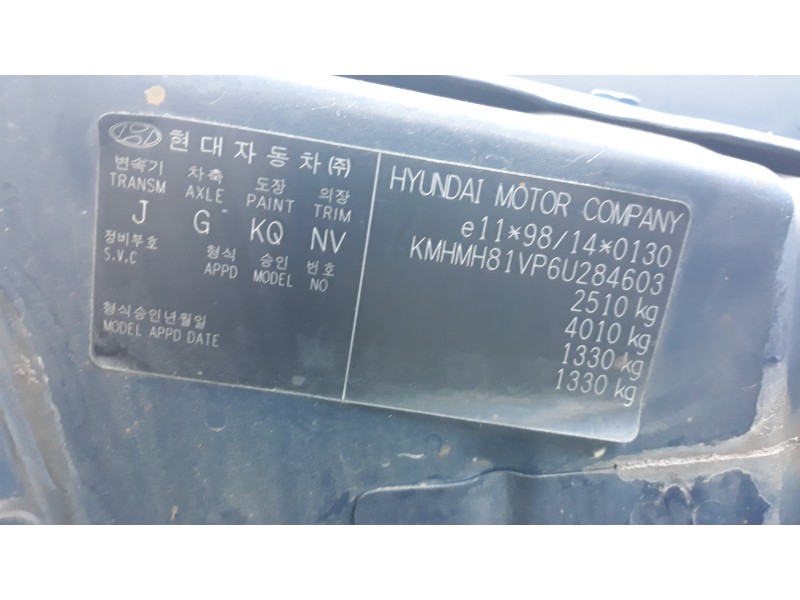 현대자동차㈜
변속기 차축 도장 의장
TRANSM AXLE PAINT TRIM
J G KQ NV
정비부호 형식 승인 번호
S.V.C APPD MODEL NO
형식승인년월일
MODEL APPD DATE
HYUNDAI MOTOR COMPANY
e11*98/14*0130
KMHMH81VP6U284603
2510 kg
4010 kg
1330 kg
1330 kg